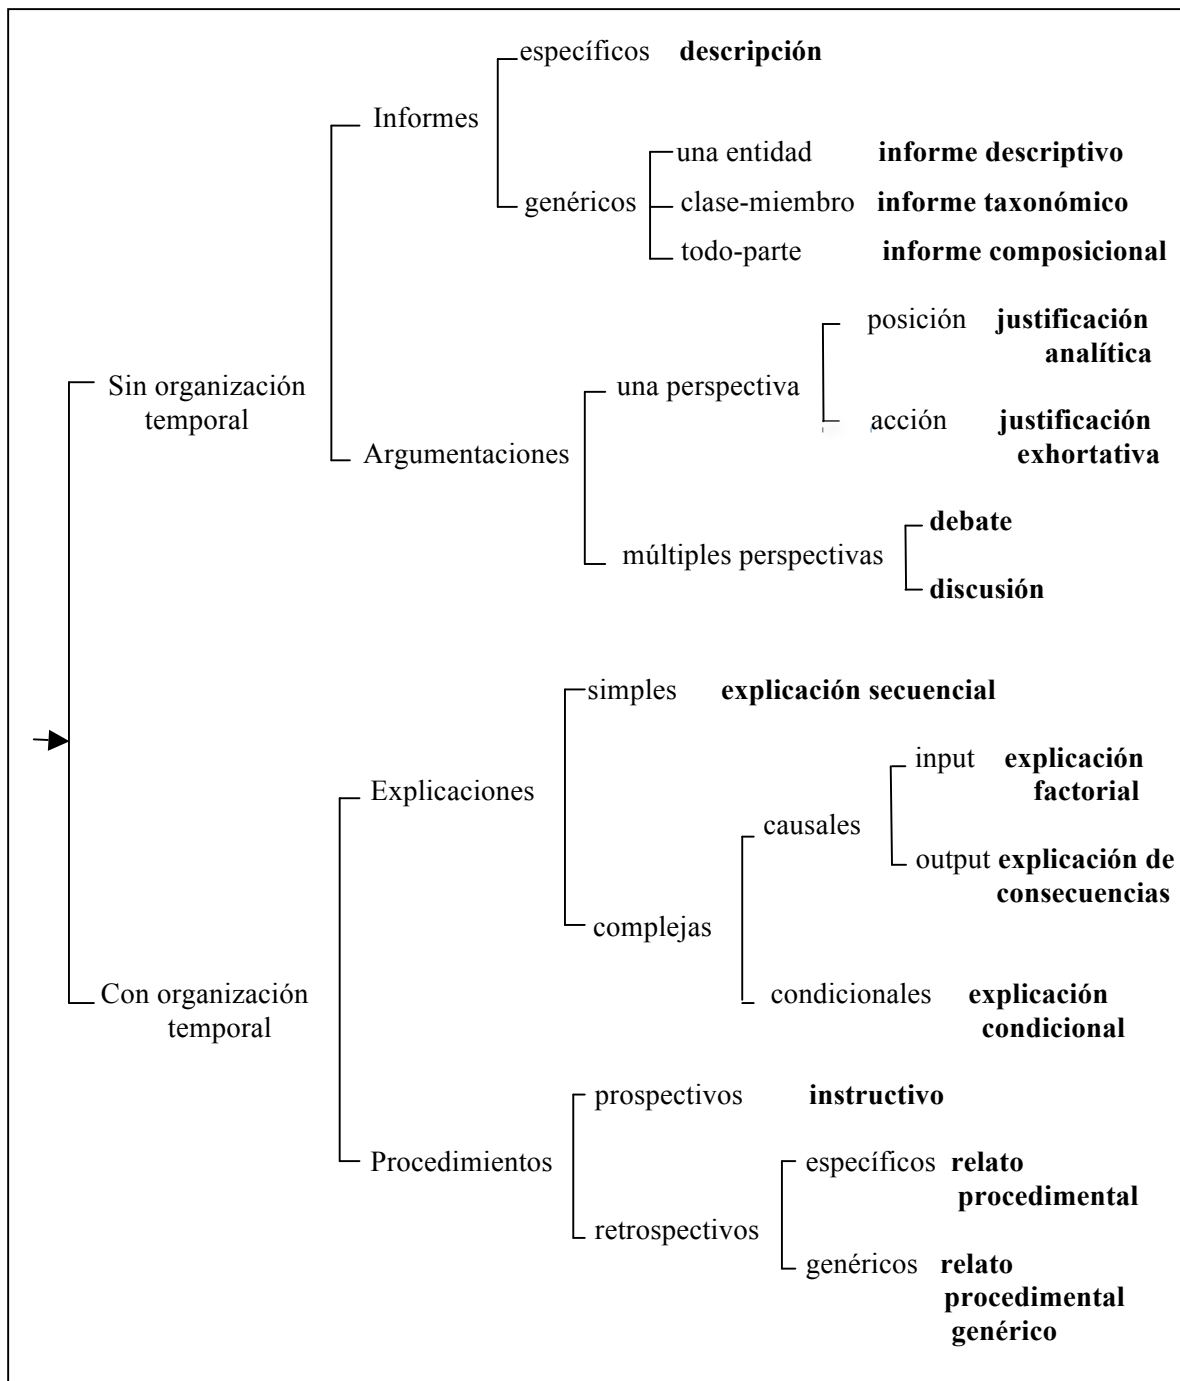 específicos descripción
Informes
una entidad informe descriptivo
genéricos clase-miembro informe taxonómico
todo-parte informe composicional
posición justificación
analítica
Sin organización una perspectiva
temporal
acción justificación
Argumentaciones exhortativa
debate
múltiples perspectivas
discusión
simples explicación secuencial
input explicación
Explicaciones factorial
causales
output explicación de
consecuencias
complejas
Con organización condicionales explicación
temporal condicional
prospectivos instructivo
Procedimientos específicos relato
procedimental
retrospectivos
genéricos relato
procedimental
genérico